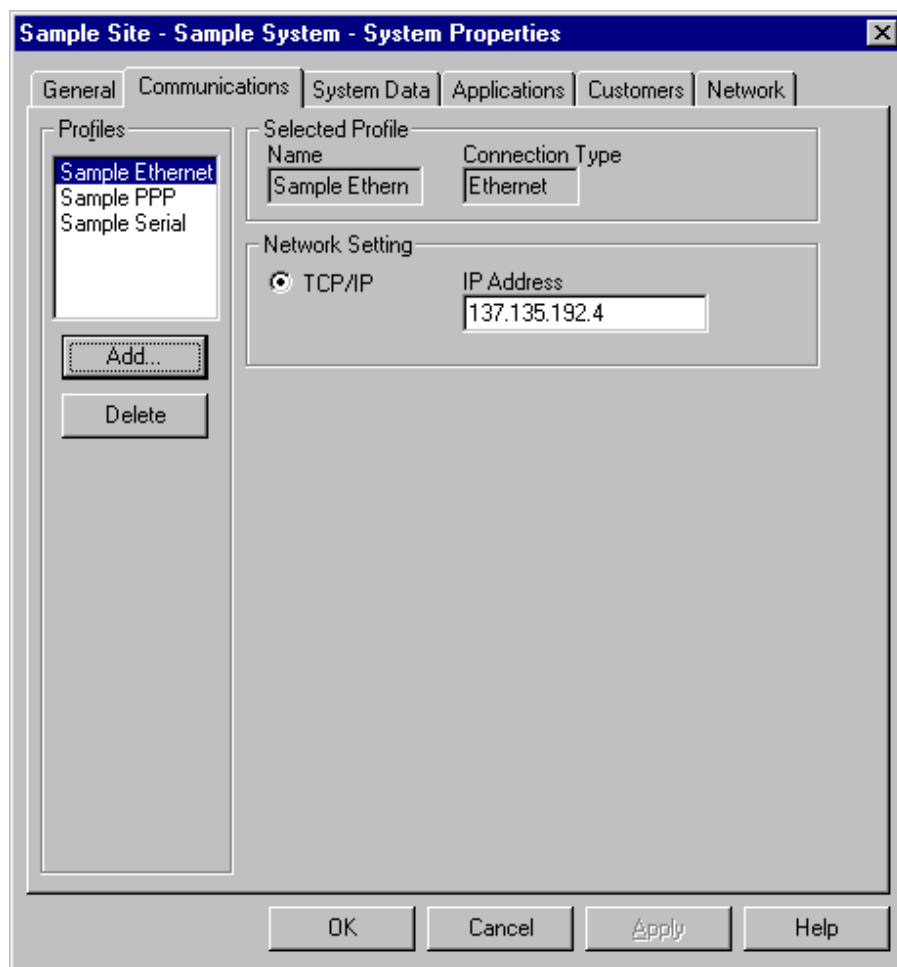 Sample Site - Sample System - System Properties
General Communications System Data Applications Customers Network
Profiles
Sample Ethernet
Sample PPP
Sample Serial
Add...
Delete
Selected Profile
Name Connection Type
Sample Ethern Ethernet
Network Setting
TCP/IP IP Address
137.135.192.4
OK Cancel Apply Help